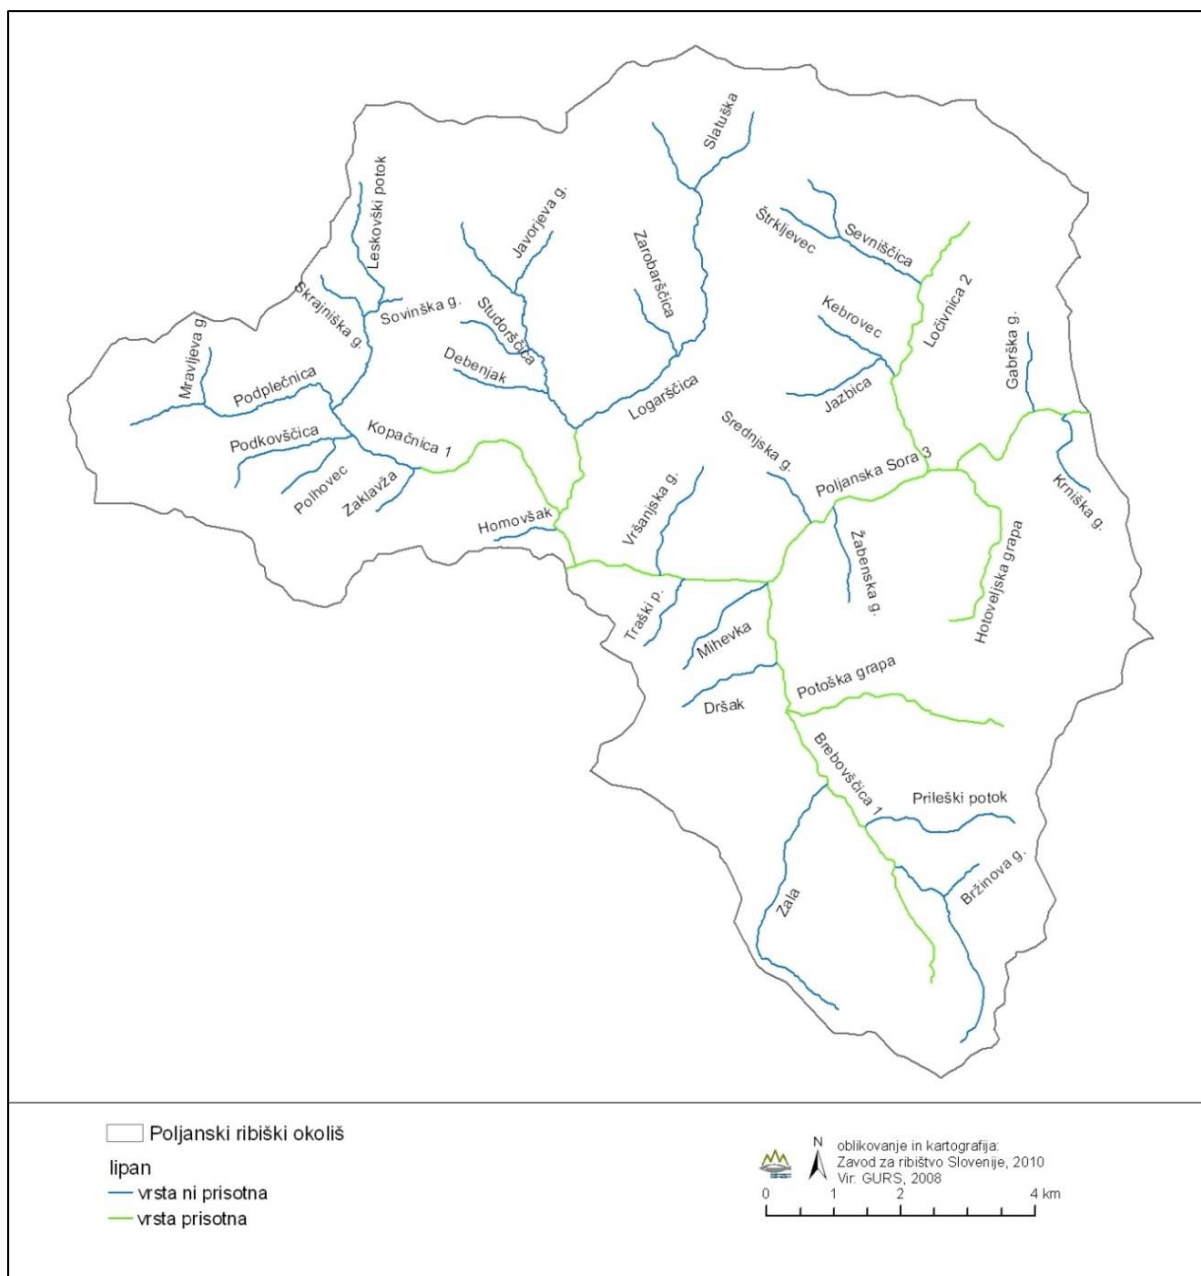 Slatuška
Leskovški potok
Javorjeva g.
Štrkljevec
Sevniščica
Zarobarščica
Skrajniška g.
Sovinška g.
Ločivnica 2
Kebrovec
Studorščica
Gabrška g.
Mravljeva g.
Debenjak
Podplečnica
Jazbica
Logarščica
Srednjska g.
Podkovščica
Kopačnica 1
Poljanska Sora 3
Polhovec
Zaklavža
Krniška g.
Homovšak
Vršanjska g.
Žabenska g.
Hotoveljska grapa
Traški p.
Mihevka
Potoška grapa
Dršak
Brebovščica 1
Prileški potok
Bržinova g.
Zala
Poljanski ribiški okoliš
lipan
vrsta ni prisotna
vrsta prisotna
N
oblikovanje in kartografija:
Zavod za ribištvo Slovenije, 2010
Vir: GURS, 2008
0 1 2 4 km